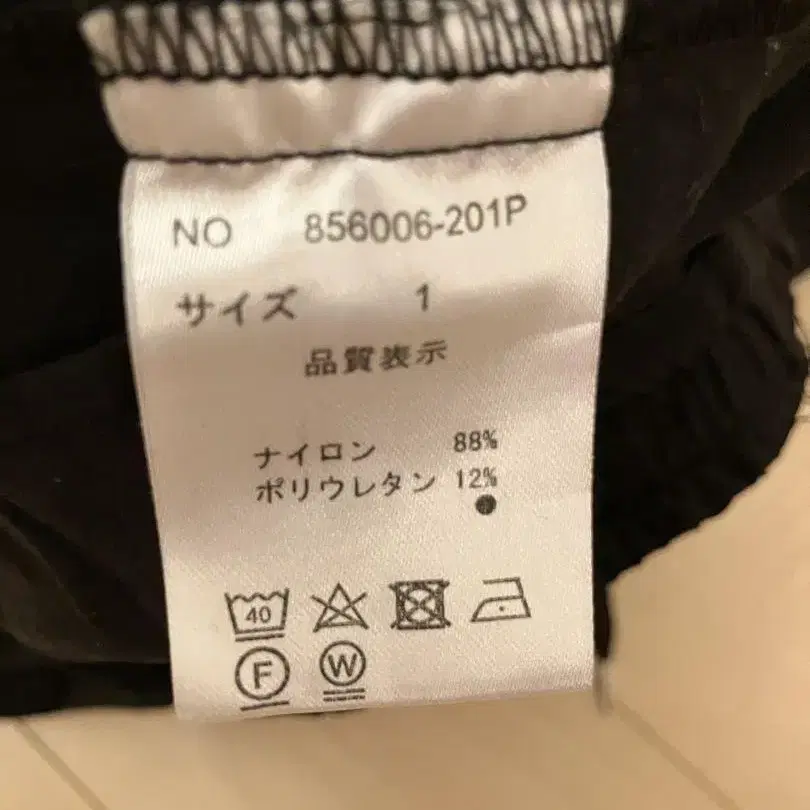 NO 856006-201P
サイズ 1
品質表示
ナイロン 88%
ポリウレタン 12%
40
F W